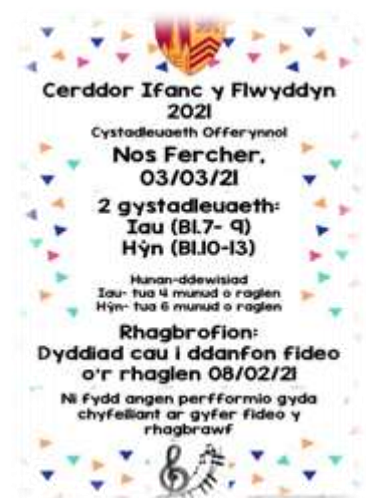 Cerddor Ifanc y Flwyddyn
2021
Cystadleuaeth Offerynnol
Nos Fercher,
03/03/21
2 gystadleuaeth:
Iau (Bl.7- 9)
Hŷn (Bl.10-13)
Hunan-ddewisiad
Iau- tua 4 munud o raglen
Hŷn- tua 6 munud o raglen
Rhagbrofion:
Dyddiad cau i ddanfon fideo
o'r rhaglen 08/02/21
Ni fydd angen perfformio gyda
chyfeiliant ar gyfer fideo y
rhagbrawf